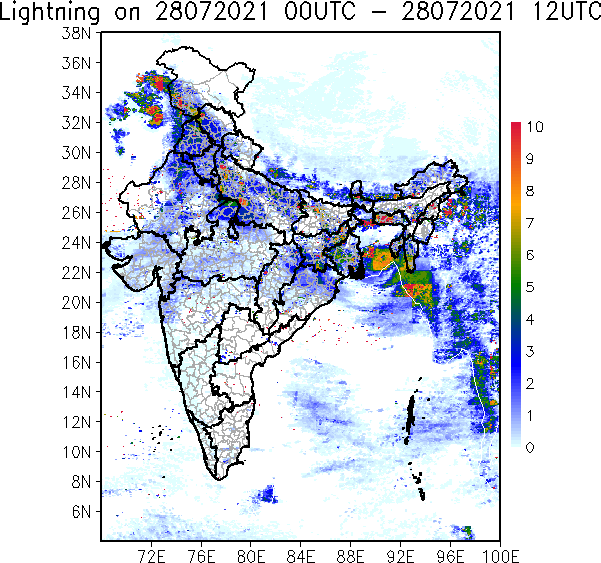 Lightning on 28072021 00UTC – 28072021 12UTC
38N
36N
34N
32N
30N
28N
26N
24N
22N
20N
18N
16N
14N
12N
10N
8N
6N
72E 76E 80E 84E 88E 92E 96E 100E
10
9
8
7
6
5
4
3
2
1
0